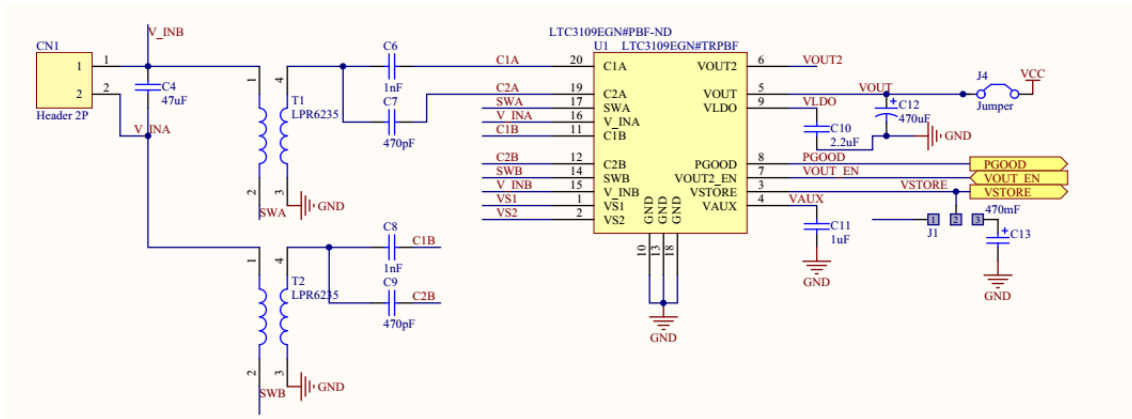 V_INB
LTC3109EGN#PBF-ND
CN1
U1 LTC3109EGN#TRPBF
C6
1 1
C1A 20 C1A VOUT2 6 VOUT2
C4
47uF
1 4
1nF
J4
VCC
2 2
C2A 19 C2A VOUT 5 VOUT
C7
SWA 17 SWA VLDO 9 VLDO
C12
470uF
Jumper
Header 2P
T1
LPR6235
V_INA 16 V_INA
C10
2.2uF
GND
V_INA
C1B 11 C1B
470pF
C2B 12 C2B PGOOD 8 PGOOD
PGOOD
SWB 14 SWB VOUT2_EN 7 VOUT_EN
VOUT_EN
2 3
V_INB 15 V_INB VSTORE 3 VSTORE
VSTORE
VS1 1 VS1 VAUX 4 VAUX
470mF
SWA
GND
VS2 2 VS2
GND GND GND
C11
1uF
1 2 3
J1
C13
C8
C1B
10 13 18
1 4
1nF
GND
GND
T2
LPR6235
C9
C2B
470pF
GND
2 3
SWB
GND